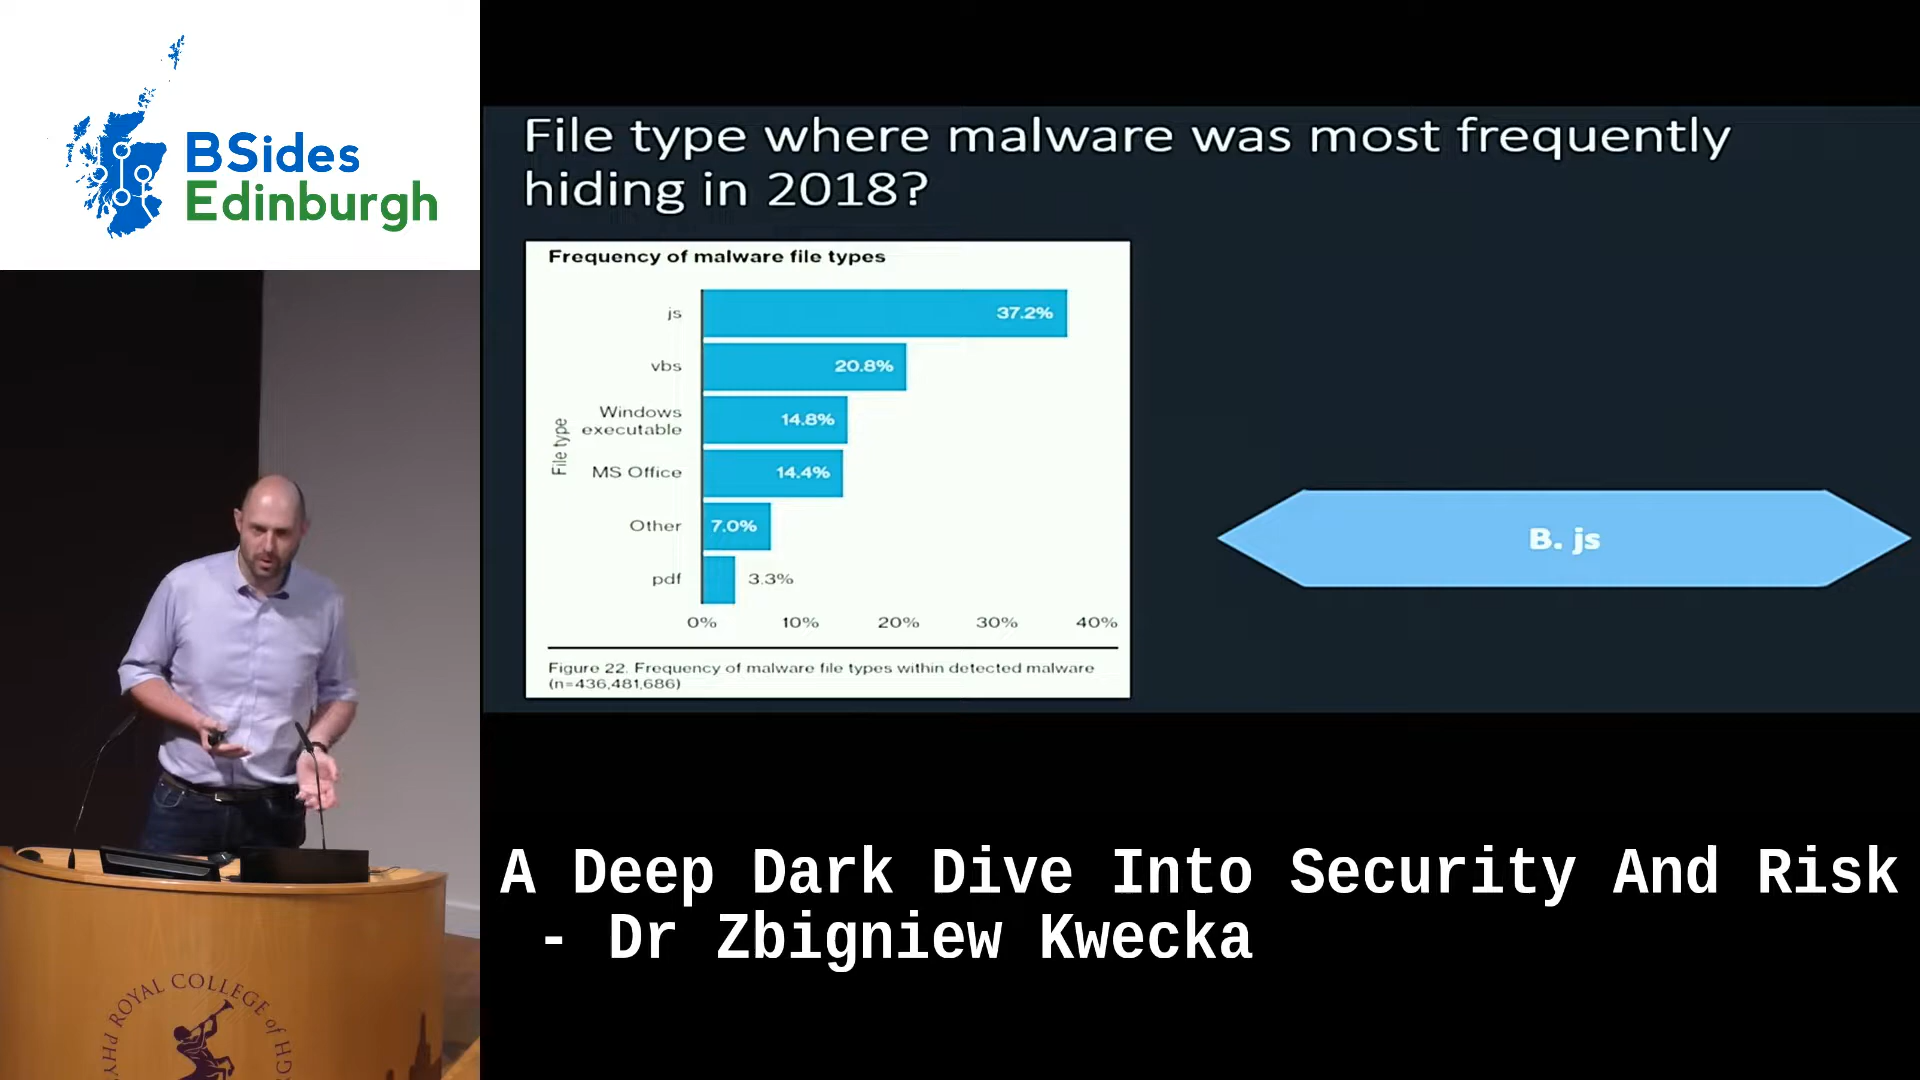 BSides
Edinburgh
File type where malware was most frequently
hiding in 2018?
Frequency of malware file types
File type
js
37.2%
vbs
20.8%
Windows
executable
14.8%
MS Office
14.4%
Other
7.0%
pdf
3.3%
0% 10% 20% 30% 40%
Figure 22. Frequency of malware file types within detected malware
(n=436,481,686)
B. js
A Deep Dark Dive Into Security And Risk
- Dr Zbigniew Kwecka
ROYAL COLLEGE of